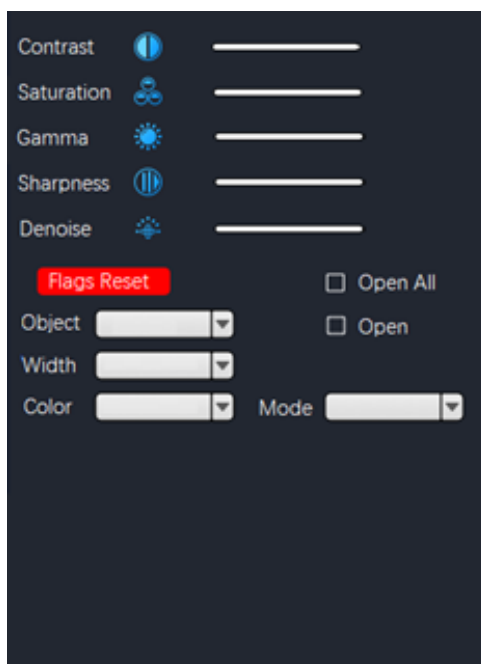 Contrast
Saturation
Gamma
Sharpness
Denoise
Flags Reset
Open All
Object
Open
Width
Color
Mode